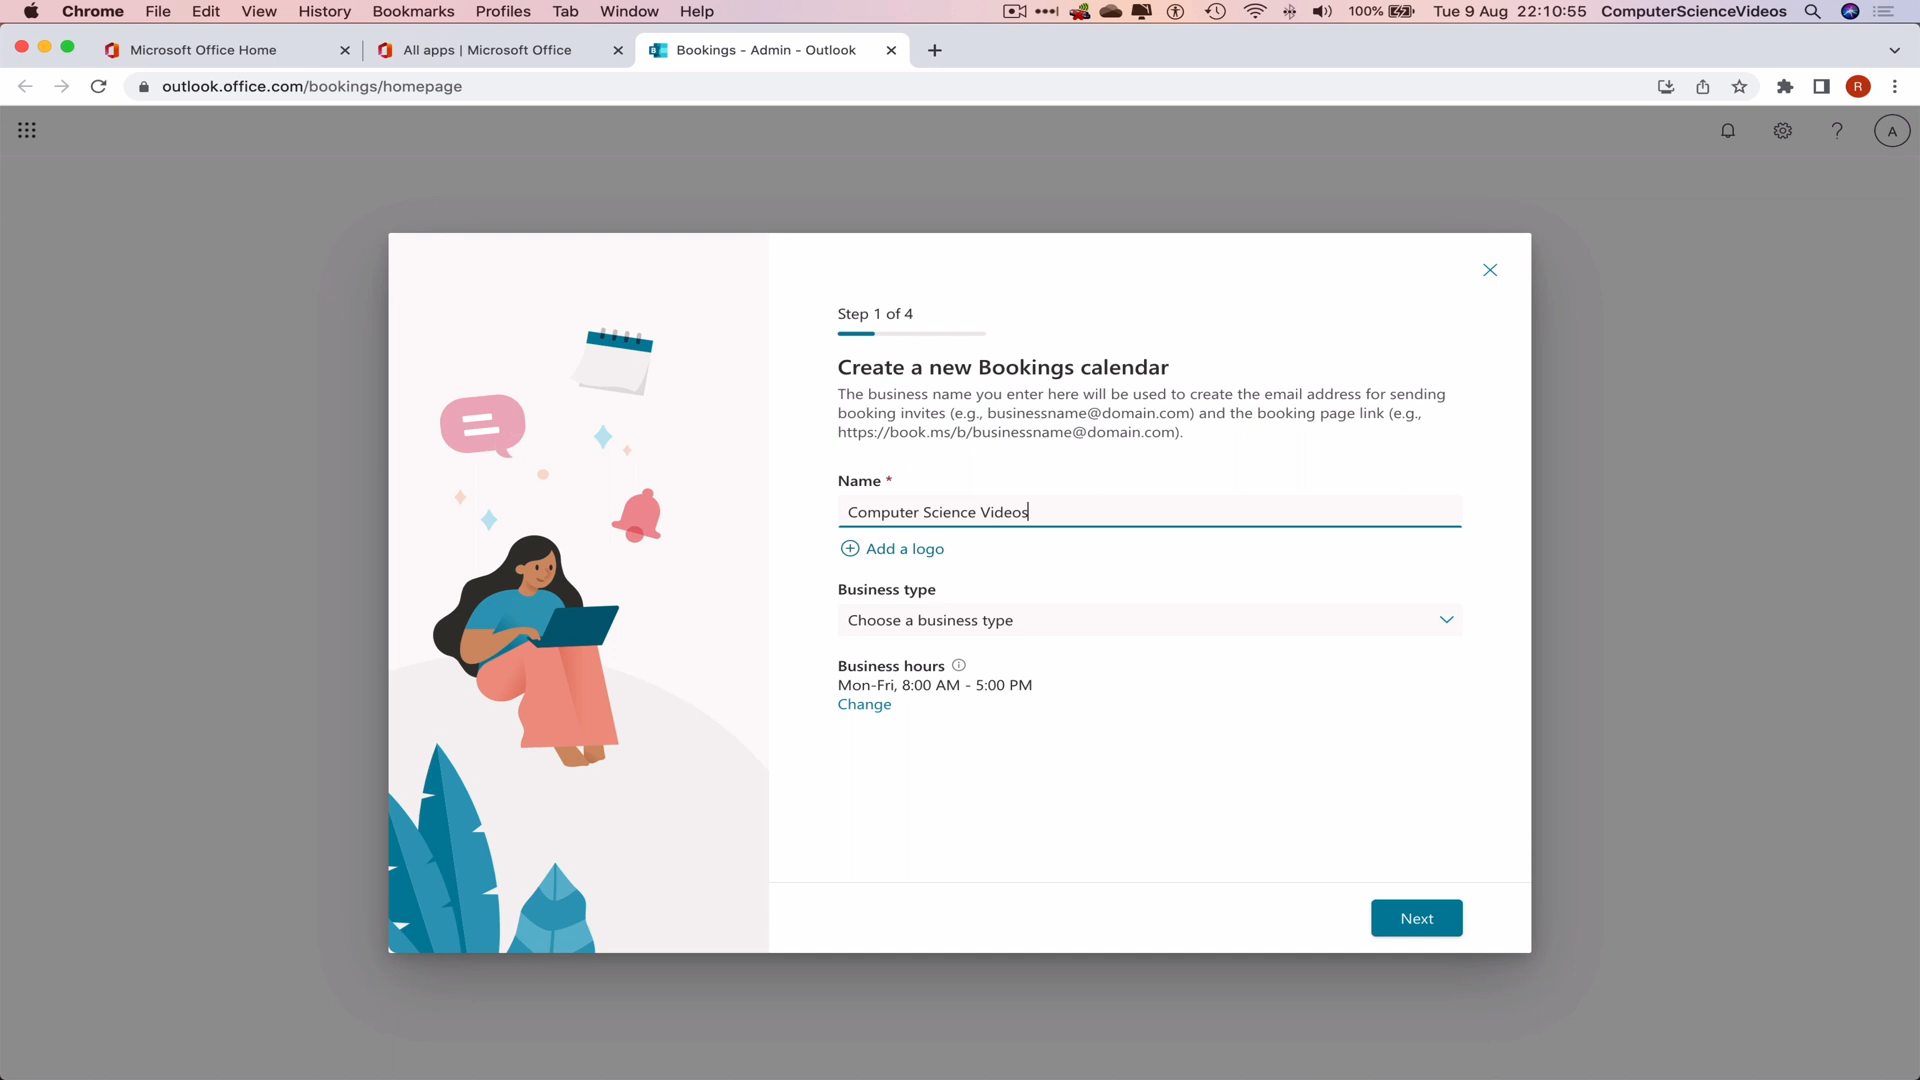 Chrome File Edit View History Bookmarks Profiles Tab Window Help 100% Tue 9 Aug 22:10:55 ComputerScienceVideos
Microsoft Office Home All apps | Microsoft Office Bookings - Admin - Outlook
outlook.office.com/bookings/homepage R
A
Step 1 of 4
Create a new Bookings calendar
The business name you enter here will be used to create the email address for sending
booking invites (e.g., businessname@domain.com) and the booking page link (e.g.,
https://book.ms/b/businessname@domain.com).
Name *
Computer Science Videos
Add a logo
Business type
Choose a business type
Business hours
Mon-Fri, 8:00 AM - 5:00 PM
Change
Next